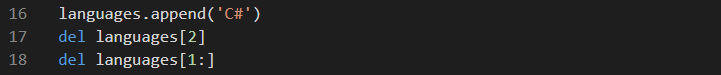 16 languages.append('C#')
17 del languages[2]
18 del languages[1:]